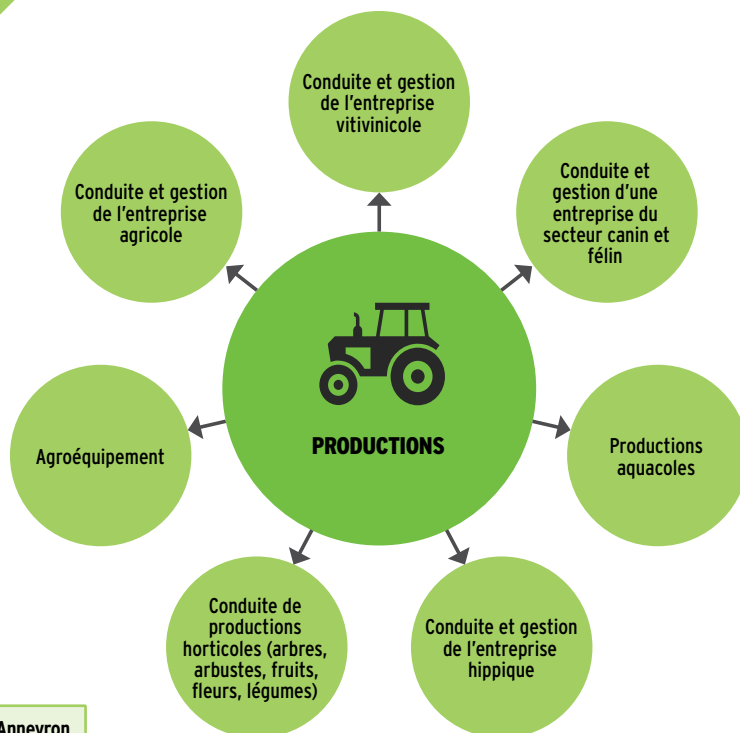 Conduite et gestion
de l'entreprise
vitivinicole
Conduite et gestion
de l'entreprise
agricole
Conduite et
gestion d'une
entreprise du
secteur canin et
félin
PRODUCTIONS
Agroéquipement
Productions
aquacoles
Conduite de
productions
horticoles (arbres,
arbustes, fruits,
fleurs, légumes)
Conduite et gestion
de l'entreprise
hippique
Anneyron